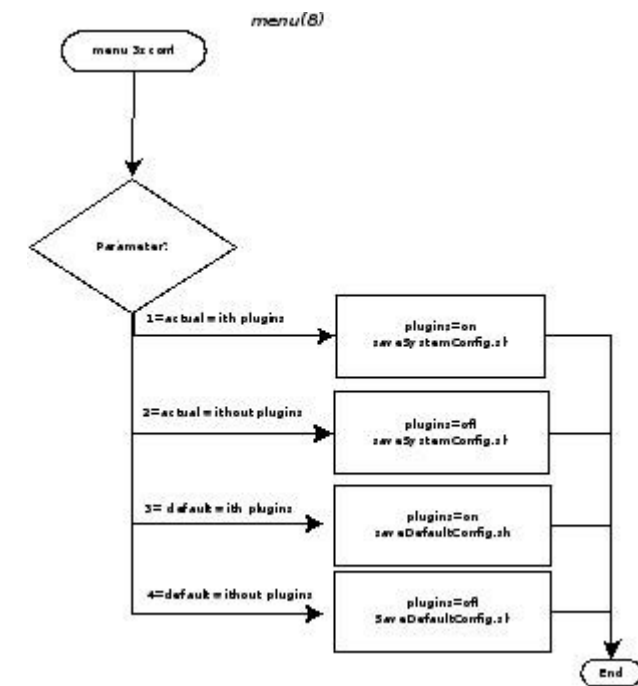 menu(8)
menu 3: conf
Parameter?
1=actual with plugins
plugins=on
saveSystemConfig.sh
2=actual without plugins
plugins=off
saveSystemConfig.sh
3= default with plugins
plugins=on
saveDefaultConfig.sh
4=default without plugins
plugins=off
SaveDefaultConfig.sh
End